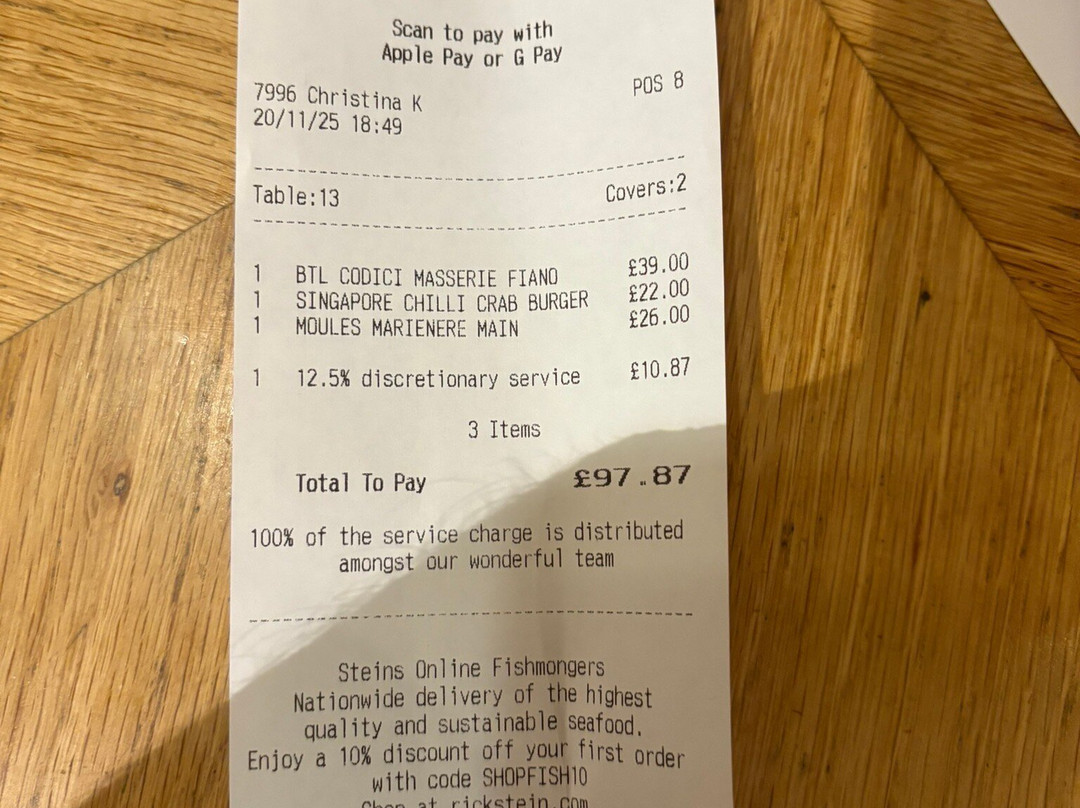 Scan to pay with
Apple Pay or G Pay
7996 Christina K POS 8
20/11/25 18:49
Table:13 Covers:2
1 BTL CODICI MASSERIE FIANO £39.00
1 SINGAPORE CHILLI CRAB BURGER £22.00
1 MOULES MARIENERE MAIN £26.00
1 12.5% discretionary service £10.87
3 Items
Total To Pay £97.87
100% of the service charge is distributed
amongst our wonderful team
Steins Online Fishmongers
Nationwide delivery of the highest
quality and sustainable seafood.
Enjoy a 10% discount off your first order
with code SHOPFISH10
Shop at rickstein.com